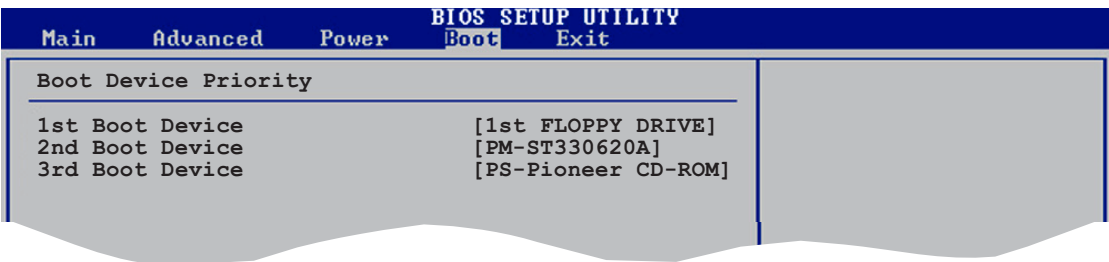 BIOS SETUP UTILITY
Main Advanced Power Boot Exit
Boot Device Priority
1st Boot Device [1st FLOPPY DRIVE]
2nd Boot Device [PM-ST330620A]
3rd Boot Device [PS-Pioneer CD-ROM]